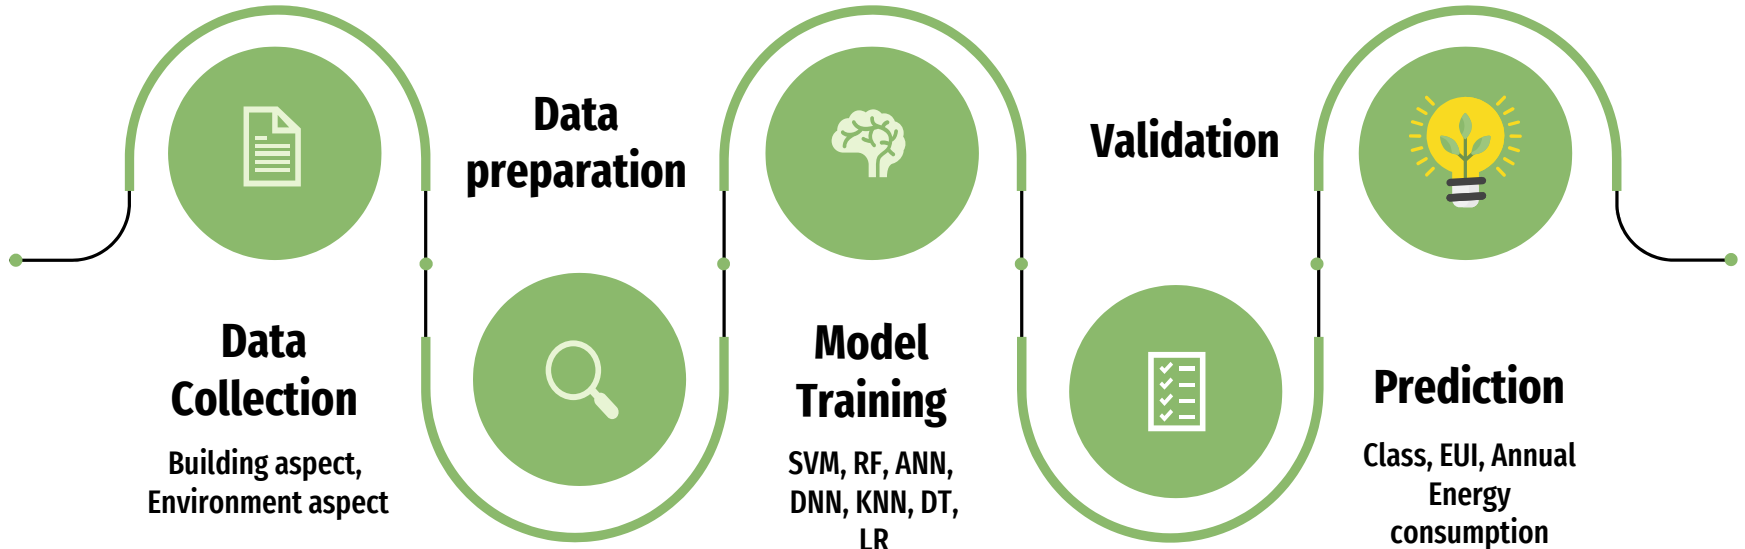 Data
Collection
Building aspect,
Environment aspect
Data
preparation
Model
Training
SVM, RF, ANN,
DNN, KNN, DT,
LR
Validation
Prediction
Class, EUI, Annual
Energy
consumption